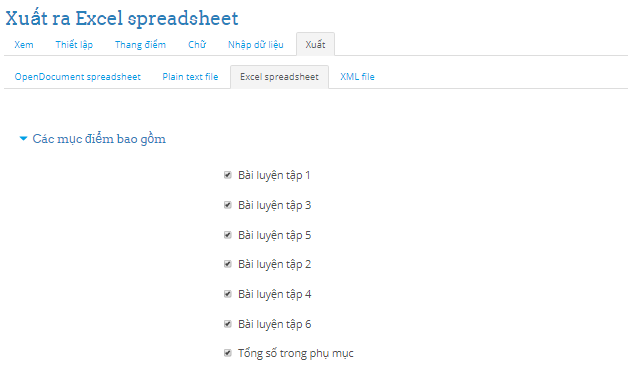 Xuất ra Excel spreadsheet
Xem Thiết lập Thang điểm Chữ Nhập dữ liệu Xuất
OpenDocument spreadsheet Plain text file Excel spreadsheet XML file
Các mục điểm bao gồm
Bài luyện tập 1
Bài luyện tập 3
Bài luyện tập 5
Bài luyện tập 2
Bài luyện tập 4
Bài luyện tập 6
Tổng số trong phụ mục